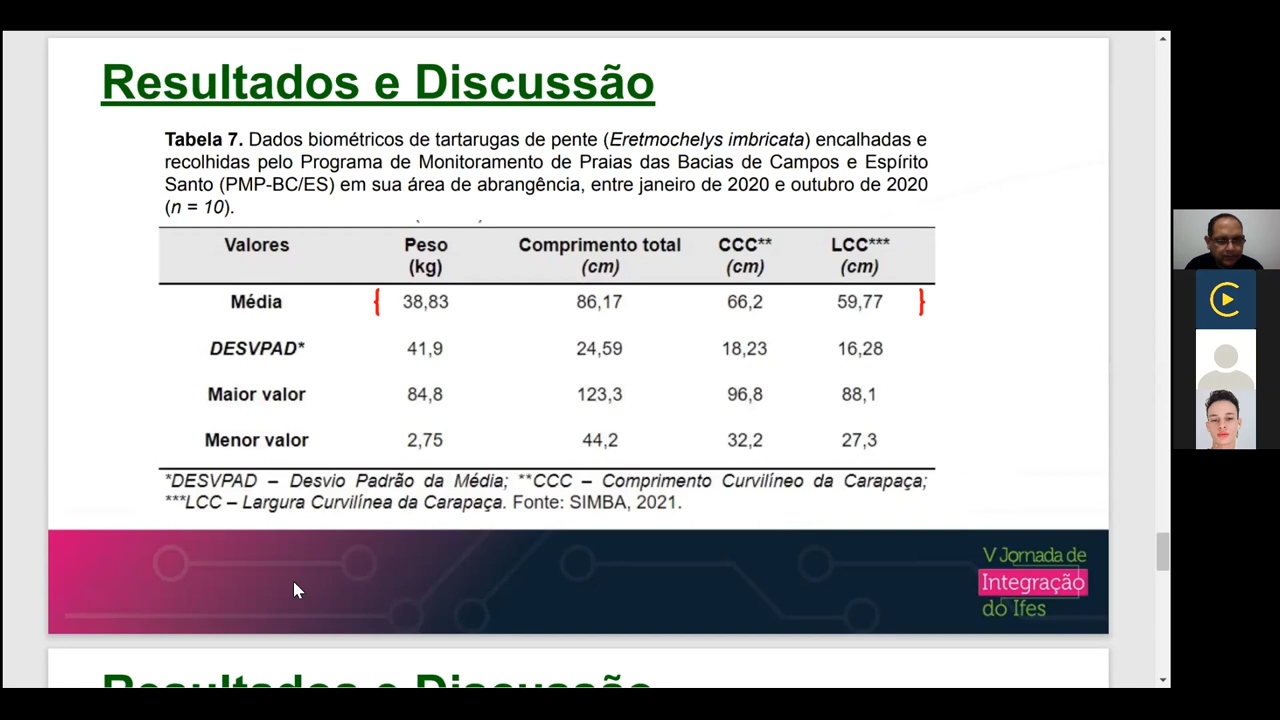 Resultados e Discussão
Tabela 7. Dados biométricos de tartarugas de pente (Eretmochelys imbricata) encalhadas e
recolhidas pelo Programa de Monitoramento de Praias das Bacias de Campos e Espírito
Santo (PMP-BC/ES) em sua área de abrangência, entre janeiro de 2020 e outubro de 2020
(n = 10).
Valores Peso (kg) Comprimento total (cm) CCC** (cm) LCC*** (cm)
Média 38,83 86,17 66,2 59,77
DESVPAD* 41,9 24,59 18,23 16,28
Maior valor 84,8 123,3 96,8 88,1
Menor valor 2,75 44,2 32,2 27,3
*DESVPAD – Desvio Padrão da Média; **CCC – Comprimento Curvilíneo da Carapaça;
***LCC – Largura Curvilínea da Carapaça. Fonte: SIMBA, 2021.
V Jornada de
Integração
do Ifes
Resultados e Discussão